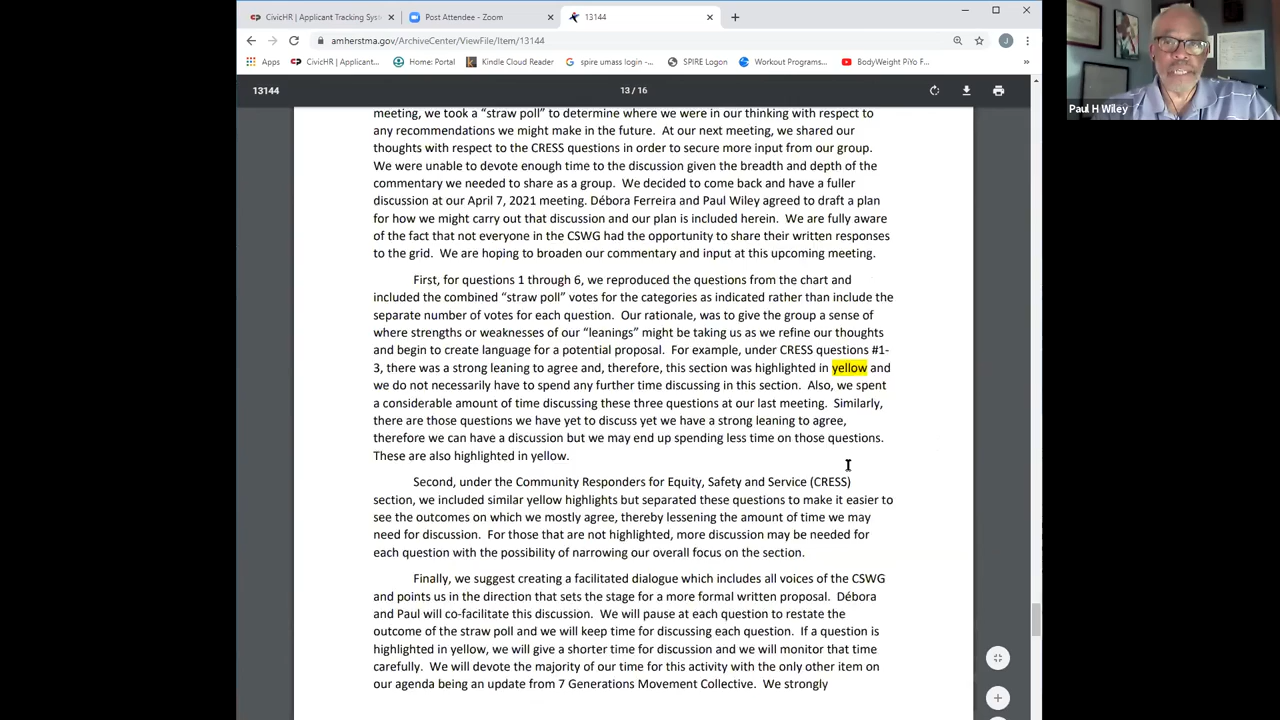 CivicHR | Applicant Tracking Sys
Post Attendee - Zoom
13144
amherstma.gov/ArchiveCenter/ViewFile/Item/13144
J
Apps
CivicHR | Applicant...
Home: Portal
Kindle Cloud Reader
spire umass login -...
SPIRE Logon
Workout Programs...
BodyWeight PiYo F...
13144
13 / 16
meeting, we took a “straw poll” to determine where we were in our thinking with respect to
any recommendations we might make in the future.  At our next meeting, we shared our
thoughts with respect to the CRESS questions in order to secure more input from our group.
We were unable to devote enough time to the discussion given the breadth and depth of the
commentary we needed to share as a group.  We decided to come back and have a fuller
discussion at our April 7, 2021 meeting. Débora Ferreira and Paul Wiley agreed to draft a plan
for how we might carry out that discussion and our plan is included herein.  We are fully aware
of the fact that not everyone in the CSWG had the opportunity to share their written responses
to the grid.  We are hoping to broaden our commentary and input at this upcoming meeting.
First, for questions 1 through 6, we reproduced the questions from the chart and
included the combined “straw poll” votes for the categories as indicated rather than include the
separate number of votes for each question.  Our rationale, was to give the group a sense of
where strengths or weaknesses of our “leanings” might be taking us as we refine our thoughts
and begin to create language for a potential proposal.  For example, under CRESS questions #1-
3, there was a strong leaning to agree and, therefore, this section was highlighted in yellow and
we do not necessarily have to spend any further time discussing in this section.  Also, we spent
a considerable amount of time discussing these three questions at our last meeting.  Similarly,
there are those questions we have yet to discuss yet we have a strong leaning to agree,
therefore we can have a discussion but we may end up spending less time on those questions.
These are also highlighted in yellow.
Second, under the Community Responders for Equity, Safety and Service (CRESS)
section, we included similar yellow highlights but separated these questions to make it easier to
see the outcomes on which we mostly agree, thereby lessening the amount of time we may
need for discussion.  For those that are not highlighted, more discussion may be needed for
each question with the possibility of narrowing our overall focus on the section.
Finally, we suggest creating a facilitated dialogue which includes all voices of the CSWG
and points us in the direction that sets the stage for a more formal written proposal.  Débora
and Paul will co-facilitate this discussion.  We will pause at each question to restate the
outcome of the straw poll and we will keep time for discussing each question.  If a question is
highlighted in yellow, we will give a shorter time for discussion and we will monitor that time
carefully.  We will devote the majority of our time for this activity with the only other item on
our agenda being an update from 7 Generations Movement Collective.  We strongly
Paul H Wiley